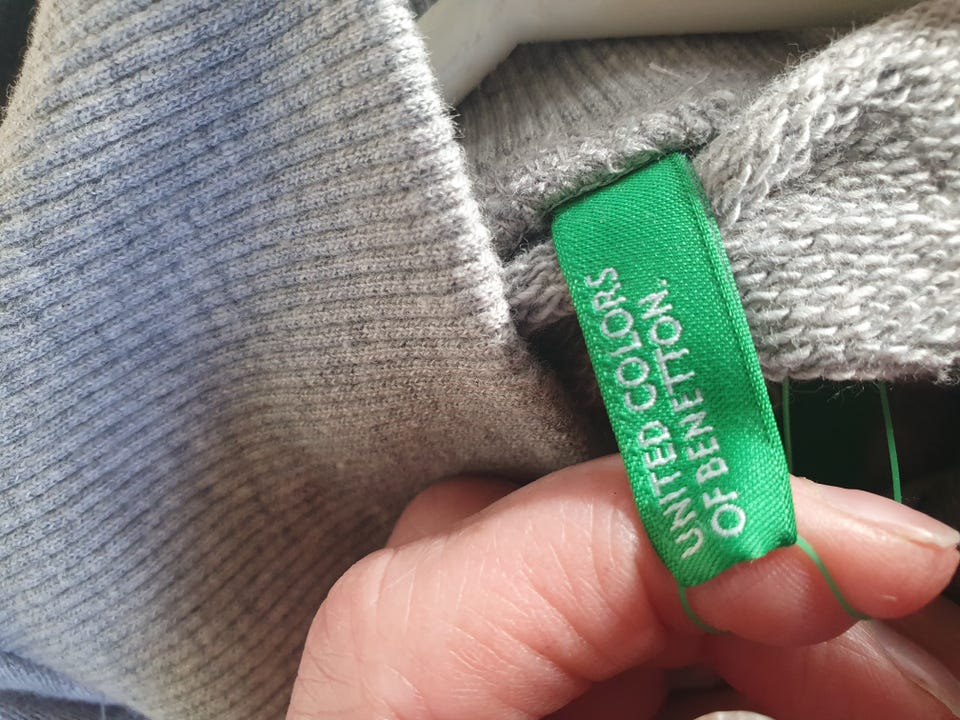 UNITED COLORS
OF BENETTON.